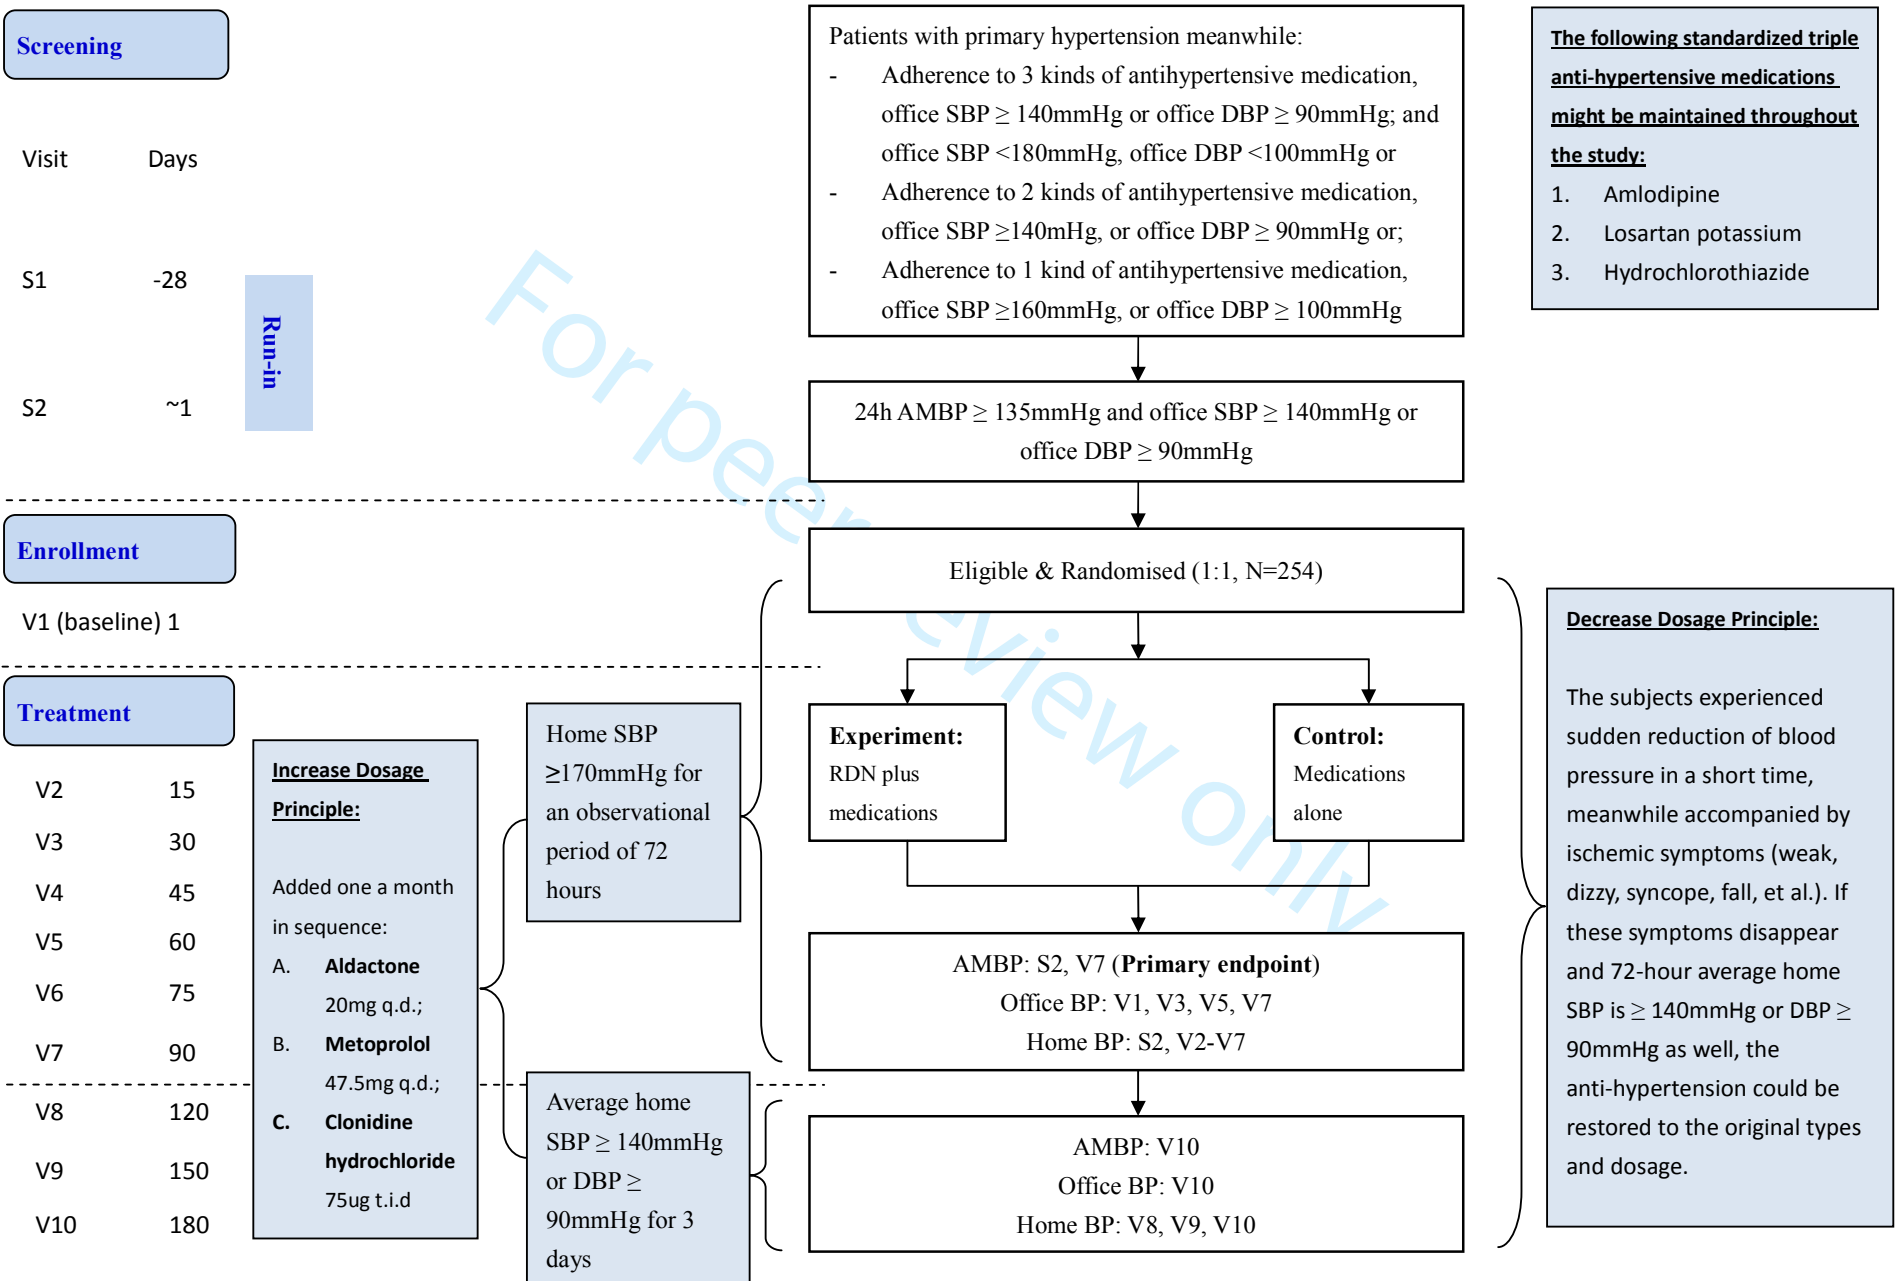 Screening
Visit Days
S1 -28
S2 ~1
Run-in
Patients with primary hypertension meanwhile:
- Adherence to 3 kinds of antihypertensive medication,
office SBP ≥ 140mmHg or office DBP ≥ 90mmHg; and
office SBP <180mmHg, office DBP <100mmHg or
- Adherence to 2 kinds of antihypertensive medication,
office SBP ≥140mHg, or office DBP ≥ 90mmHg or;
- Adherence to 1 kind of antihypertensive medication,
office SBP ≥160mmHg, or office DBP ≥ 100mmHg
The following standardized triple
anti-hypertensive medications
might be maintained throughout
the study:
1. Amlodipine
2. Losartan potassium
3. Hydrochlorothiazide
24h AMBP ≥ 135mmHg and office SBP ≥ 140mmHg or
office DBP ≥ 90mmHg
For peer review only
Enrollment
V1 (baseline) 1
Eligible & Randomised (1:1, N=254)
Treatment
V2 15
V3 30
V4 45
V5 60
V6 75
V7 90
V8 120
V9 150
V10 180
Increase Dosage
Principle:
Added one a month
in sequence:
A. Aldactone
20mg q.d.;
B. Metoprolol
47.5mg q.d.;
C. Clonidine
hydrochloride
75ug t.i.d
Home SBP
≥170mmHg for
an observational
period of 72
hours
Average home
SBP ≥ 140mmHg
or DBP ≥
90mmHg for 3
days
Experiment:
RDN plus
medications
Control:
Medications
alone
AMBP: S2, V7 (Primary endpoint)
Office BP: V1, V3, V5, V7
Home BP: S2, V2-V7
AMBP: V10
Office BP: V10
Home BP: V8, V9, V10
Decrease Dosage Principle:
The subjects experienced
sudden reduction of blood
pressure in a short time,
meanwhile accompanied by
ischemic symptoms (weak,
dizzy, syncope, fall, et al.). If
these symptoms disappear
and 72-hour average home
SBP is ≥ 140mmHg or DBP ≥
90mmHg as well, the
anti-hypertension could be
restored to the original types
and dosage.